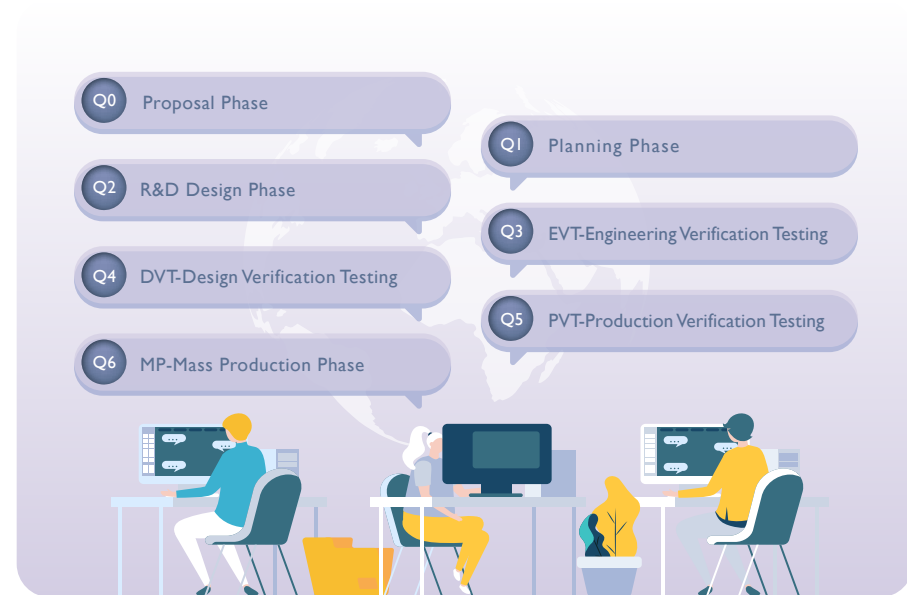 Q0 Proposal Phase
Q1 Planning Phase
Q2 R&D Design Phase
Q3 EVT-Engineering Verification Testing
Q4 DVT-Design Verification Testing
Q5 PVT-Production Verification Testing
Q6 MP-Mass Production Phase